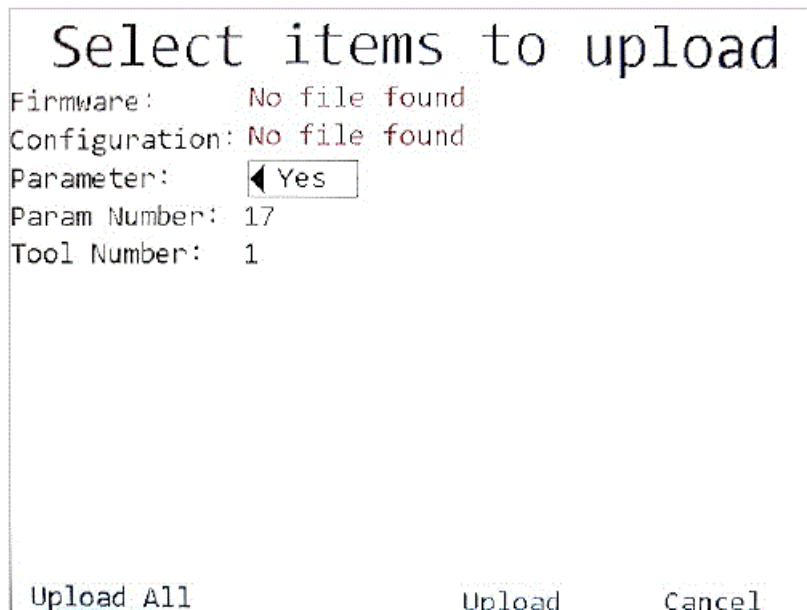 Select items to upload
Firmware: No file found
Configuration: No file found
Parameter: Yes
Param Number: 17
Tool Number: 1
Upload All Upload Cancel